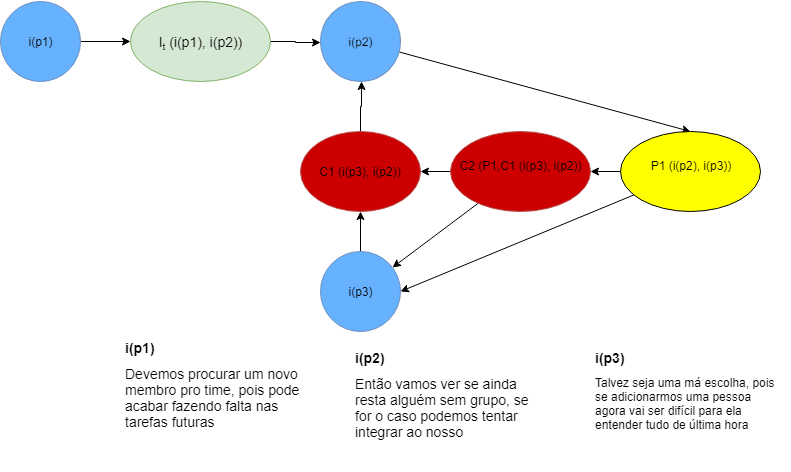 i(p1)
I_t (i(p1), i(p2))
i(p2)
C1 (i(p3), i(p2))
C2 (P1,C1 (i(p3), i(p2))
P1 (i(p2), i(p3))
i(p3)
i(p1)
Devemos procurar um novo
membro pro time, pois pode
acabar fazendo falta nas
tarefas futuras
i(p2)
Então vamos ver se ainda
resta alguém sem grupo, se
for o caso podemos tentar
integrar ao nosso
i(p3)
Talvez seja uma má escolha, pois
se adicionarmos uma pessoa
agora vai ser difícil para ela
entender tudo de última hora